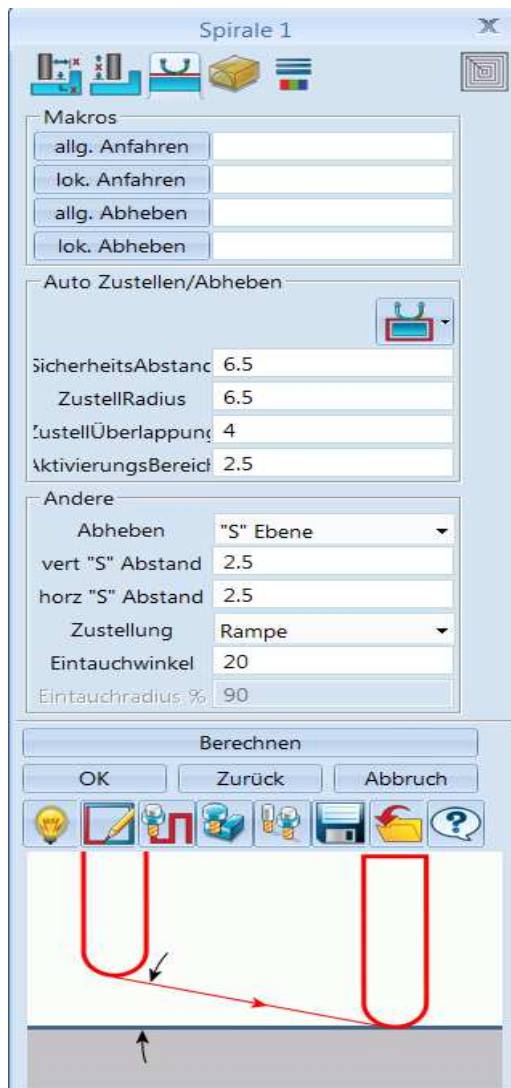 Spirale 1
Makros
allg. Anfahren
lok. Anfahren
allg. Abheben
lok. Abheben
Auto Zustellen/Abheben
SicherheitsAbstand 6.5
ZustellRadius 6.5
ZustellÜberlappung 4
AktivierungsBereich 2.5
Andere
Abheben "S" Ebene
vert "S" Abstand 2.5
horz "S" Abstand 2.5
Zustellung Rampe
Eintauchwinkel 20
Eintauchradius % 90
Berechnen
OK Zurück Abbruch